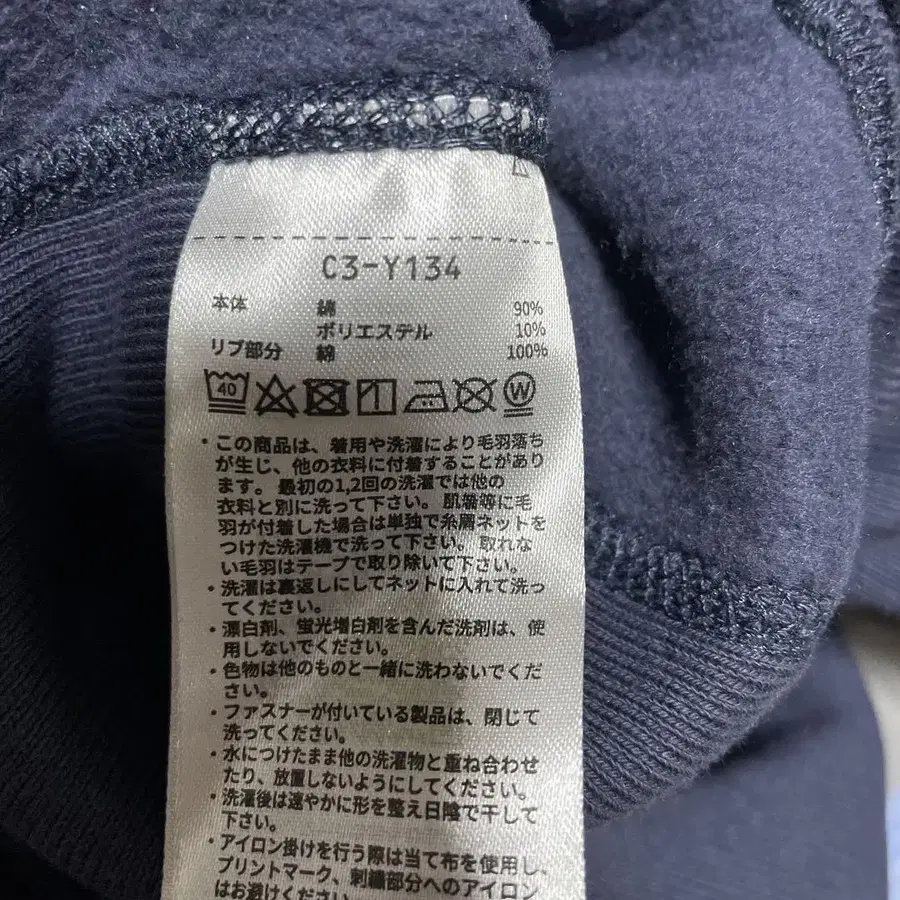 C3-Y134
本体 綿 90%
ポリエステル 10%
リブ部分 綿 100%
40 W
・この商品は、着用や洗濯により毛羽落ち
が生じ、他の衣料に付着することがあり
ます。最初の1,2回の洗濯では他の
衣料と別に洗って下さい。肌着等に毛
羽が付着した場合は単独で糸屑ネットを
つけた洗濯機で洗って下さい。取れな
い毛羽はテープで取り除いて下さい。
・洗濯は裏返しにしてネットに入れて洗っ
てください。
・漂白剤、蛍光増白剤を含んだ洗剤は、使
用しないでください。
・色物は他のものと一緒に洗わないでくだ
さい。
・ファスナーが付いている製品は、閉じて
洗ってください。
・水につけたまま他の洗濯物と重ね合わせ
たり、放置しないようにしてください。
・洗濯後は速やかに形を整え日陰で干して
下さい。
・アイロン掛けを行う際は当て布を使用し、
プリントマーク、刺繍部分へのアイロン
はお避けください。